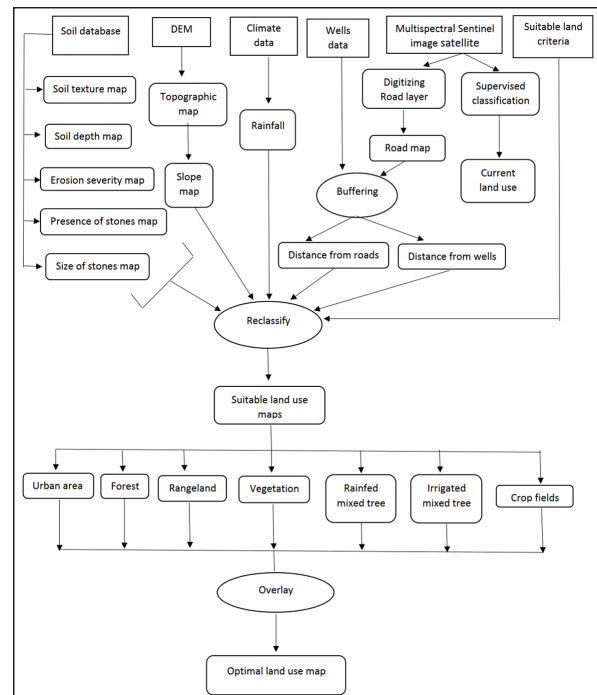 Soil database
DEM
Climate
data
Wells
data
Multispectral Sentinel
image satellite
Suitable land
criteria
Soil texture map
Soil depth map
Erosion severity map
Presence of stones map
Size of stones map
Topographic
map
Slope
map
Rainfall
Digitizing
Road layer
Road map
Supervised
classification
Current
land use
Buffering
Distance from roads
Distance from wells
Reclassify
Suitable land use
maps
Urban area
Forest
Rangeland
Vegetation
Rainfed
mixed tree
Irrigated
mixed tree
Crop fields
Overlay
Optimal land use map